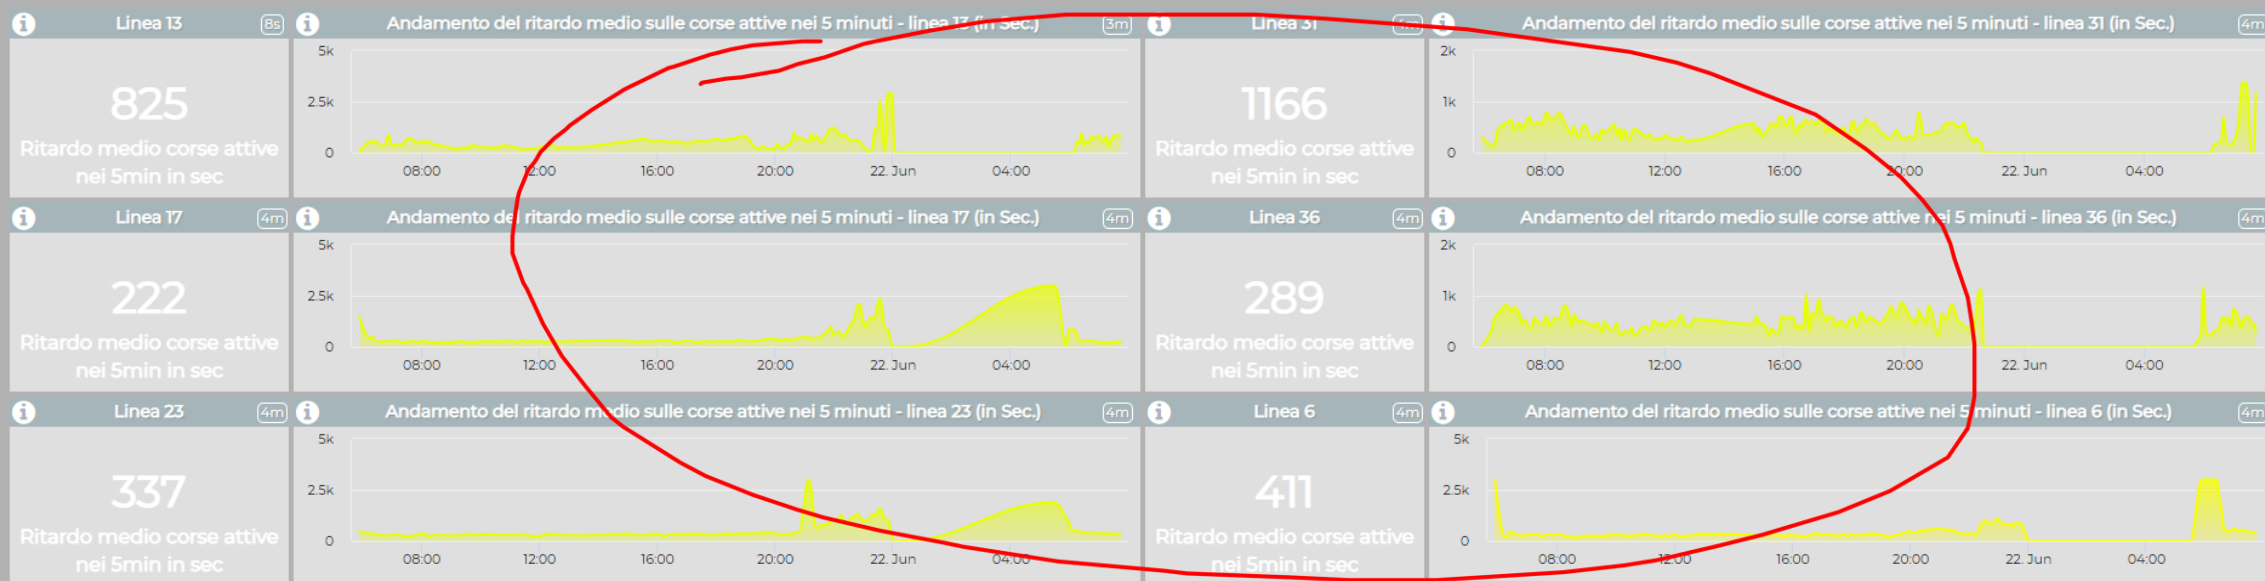 Linea 13 8s Andamento del ritardo medio sulle corse attive nei 5 minuti - linea 13 (in Sec.) 3m
825
Ritardo medio corse attive
nei 5min in sec
5k
2.5k
0
08:00 12:00 16:00 20:00 22. Jun 04:00
Linea 31 4m Andamento del ritardo medio sulle corse attive nei 5 minuti - linea 31 (in Sec.) 4m
1166
Ritardo medio corse attive
nei 5min in sec
2k
1k
0
08:00 12:00 16:00 20:00 22. Jun 04:00
Linea 17 4m Andamento del ritardo medio sulle corse attive nei 5 minuti - linea 17 (in Sec.) 4m
222
Ritardo medio corse attive
nei 5min in sec
5k
2.5k
0
08:00 12:00 16:00 20:00 22. Jun 04:00
Linea 36 4m Andamento del ritardo medio sulle corse attive nei 5 minuti - linea 36 (in Sec.) 4m
289
Ritardo medio corse attive
nei 5min in sec
2k
1k
0
08:00 12:00 16:00 20:00 22. Jun 04:00
Linea 23 4m Andamento del ritardo medio sulle corse attive nei 5 minuti - linea 23 (in Sec.) 4m
337
Ritardo medio corse attive
nei 5min in sec
5k
2.5k
0
08:00 12:00 16:00 20:00 22. Jun 04:00
Linea 6 4m Andamento del ritardo medio sulle corse attive nei 5 minuti - linea 6 (in Sec.) 4m
411
Ritardo medio corse attive
nei 5min in sec
5k
2.5k
0
08:00 12:00 16:00 20:00 22. Jun 04:00